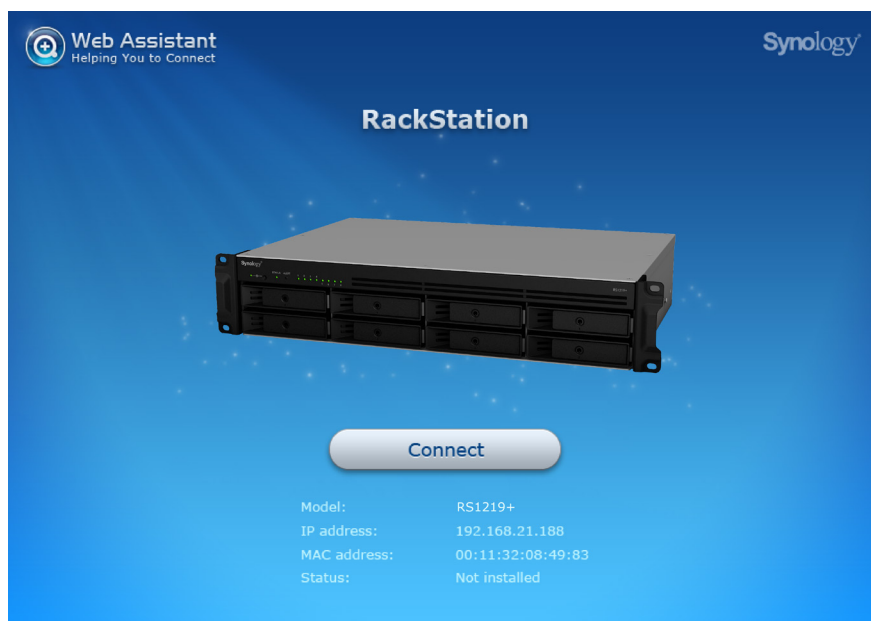 Web Assistant
Helping You to Connect
Synology
RackStation
Synology
Connect
Model: RS1219+
IP address: 192.168.21.188
MAC address: 00:11:32:08:49:83
Status: Not installed